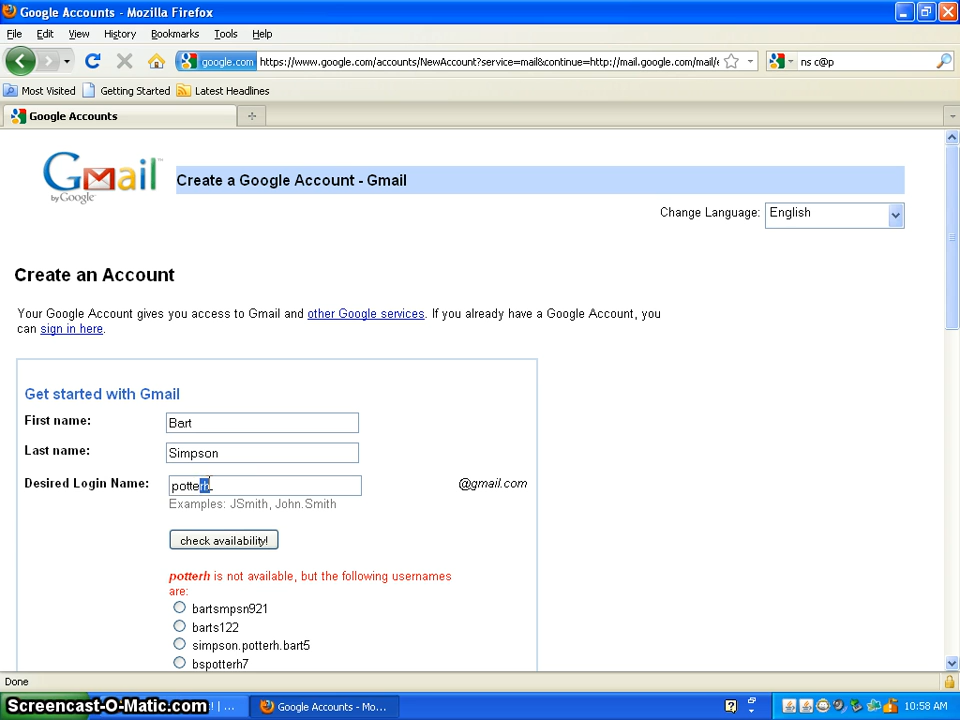 Google Accounts - Mozilla Firefox
File Edit View History Bookmarks Tools Help
google.com https://www.google.com/accounts/NewAccount?service=mail&continue=http://mail.google.com/mail/e ns c@p
Most Visited Getting Started Latest Headlines
Google Accounts
Gmail
by Google
TM
Create a Google Account - Gmail
Change Language: English
Create an Account
Your Google Account gives you access to Gmail and other Google services. If you already have a Google Account, you
can sign in here.
Get started with Gmail
First name: Bart
Last name: Simpson
Desired Login Name: potterh @gmail.com
Examples: JSmith, John.Smith
check availability!
potterh is not available, but the following usernames
are:
bartsmpsn921
barts122
simpson.potterh.bart5
bspotterh7
Done
Screencast-O-Matic.com ! | ... Google Accounts - Mo... 10:58 AM